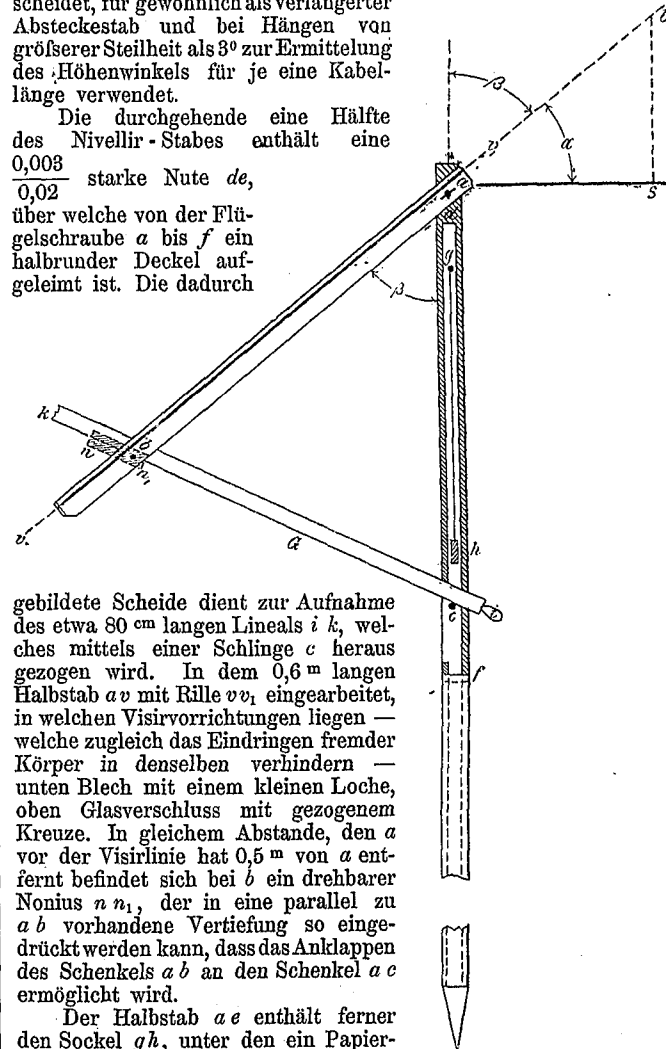 scheidet, für gewöhnlich als verlängerter
Absteckestab und bei Hängen von
gröſserer Steilheit als 3⁰ zur Ermittelung
des Höhenwinkels für je eine Kabel-
länge verwendet.
Die durchgehende eine Hälfte
des Nivellir-Stabes enthält eine
0,003
0,02 starke Nute de,
über welche von der Flü-
gelschraube a bis f ein
halbrunder Deckel auf-
geleimt ist. Die dadurch
β
v
α
a
s
g
β
k
n
b
n₁
v.
G
h
c
i
f
gebildete Scheide dient zur Aufnahme
des etwa 80 cm langen Lineals i k, wel-
ches mittels einer Schlinge c heraus
gezogen wird. In dem 0,6 m langen
Halbstab av mit Rille vv₁ eingearbeitet,
in welchen Visirvorrichtungen liegen —
welche zugleich das Eindringen fremder
Körper in denselben verhindern —
unten Blech mit einem kleinen Loche,
oben Glasverschluss mit gezogenem
Kreuze. In gleichem Abstande, den a
vor der Visirlinie hat 0,5 m von a ent-
fernt befindet sich bei b ein drehbarer
Nonius n n₁, der in eine parallel zu
a b vorhandene Vertiefung so einge-
drückt werden kann, dass das Anklappen
des Schenkels a b an den Schenkel a c
ermöglicht wird.
Der Halbstab ae enthält ferner
den Sockel gh, unter den ein Papier-